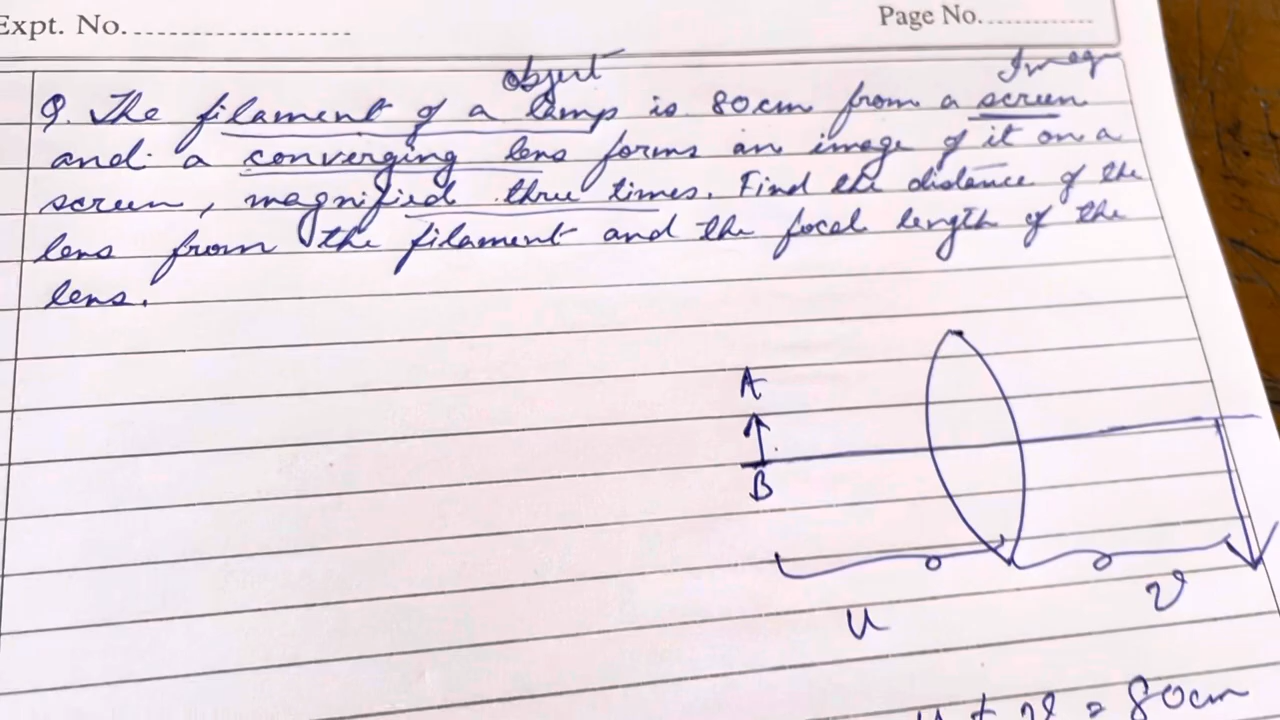 Expt. No. ...................
Page No. ............
object
Image
Q. The filament of a lamp is 80cm from a screen
and a converging lens forms an image of it on a
screen, magnified three times. Find the distance of the
lens from the filament and the focal length of the
lens.
A
B
u
v
u + v = 80cm